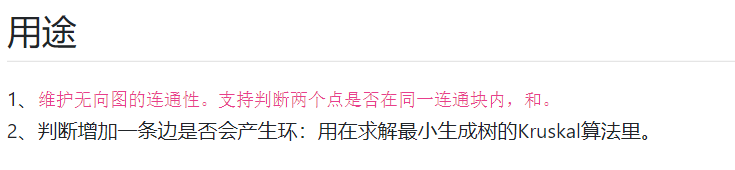 用途
1、维护无向图的连通性。支持判断两个点是否在同一连通块内，和。
2、判断增加一条边是否会产生环：用在求解最小生成树的Kruskal算法里。